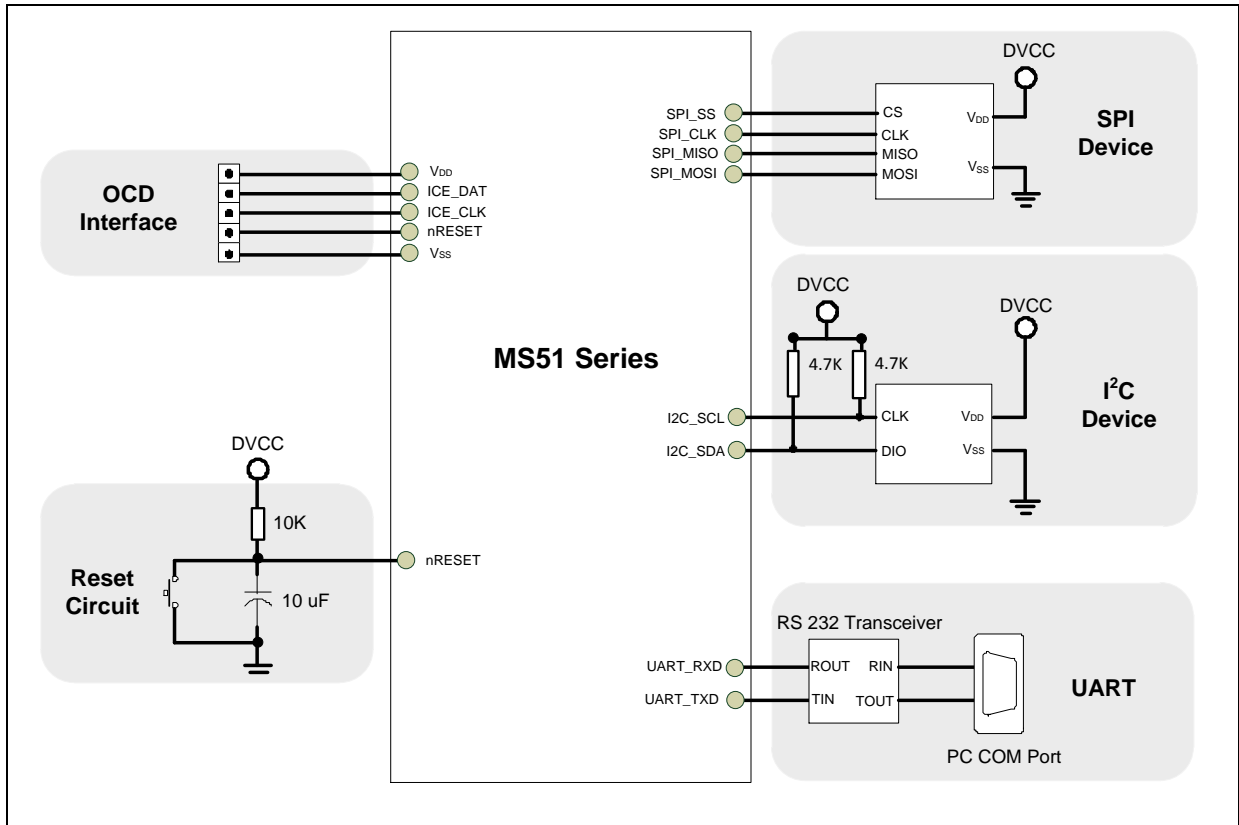 OCD
Interface
VDD
ICE_DAT
ICE_CLK
nRESET
VSS
DVCC
10K
10 uF
Reset
Circuit
nRESET
MS51 Series
SPI_SS
SPI_CLK
SPI_MISO
SPI_MOSI
DVCC
CS
CLK
MISO
MOSI
VDD
VSS
SPI
Device
DVCC
DVCC
4.7K
4.7K
I2C_SCL
I2C_SDA
CLK
DIO
VDD
VSS
I²C
Device
RS 232 Transceiver
UART_RXD
UART_TXD
ROUT
RIN
TIN
TOUT
UART
PC COM Port